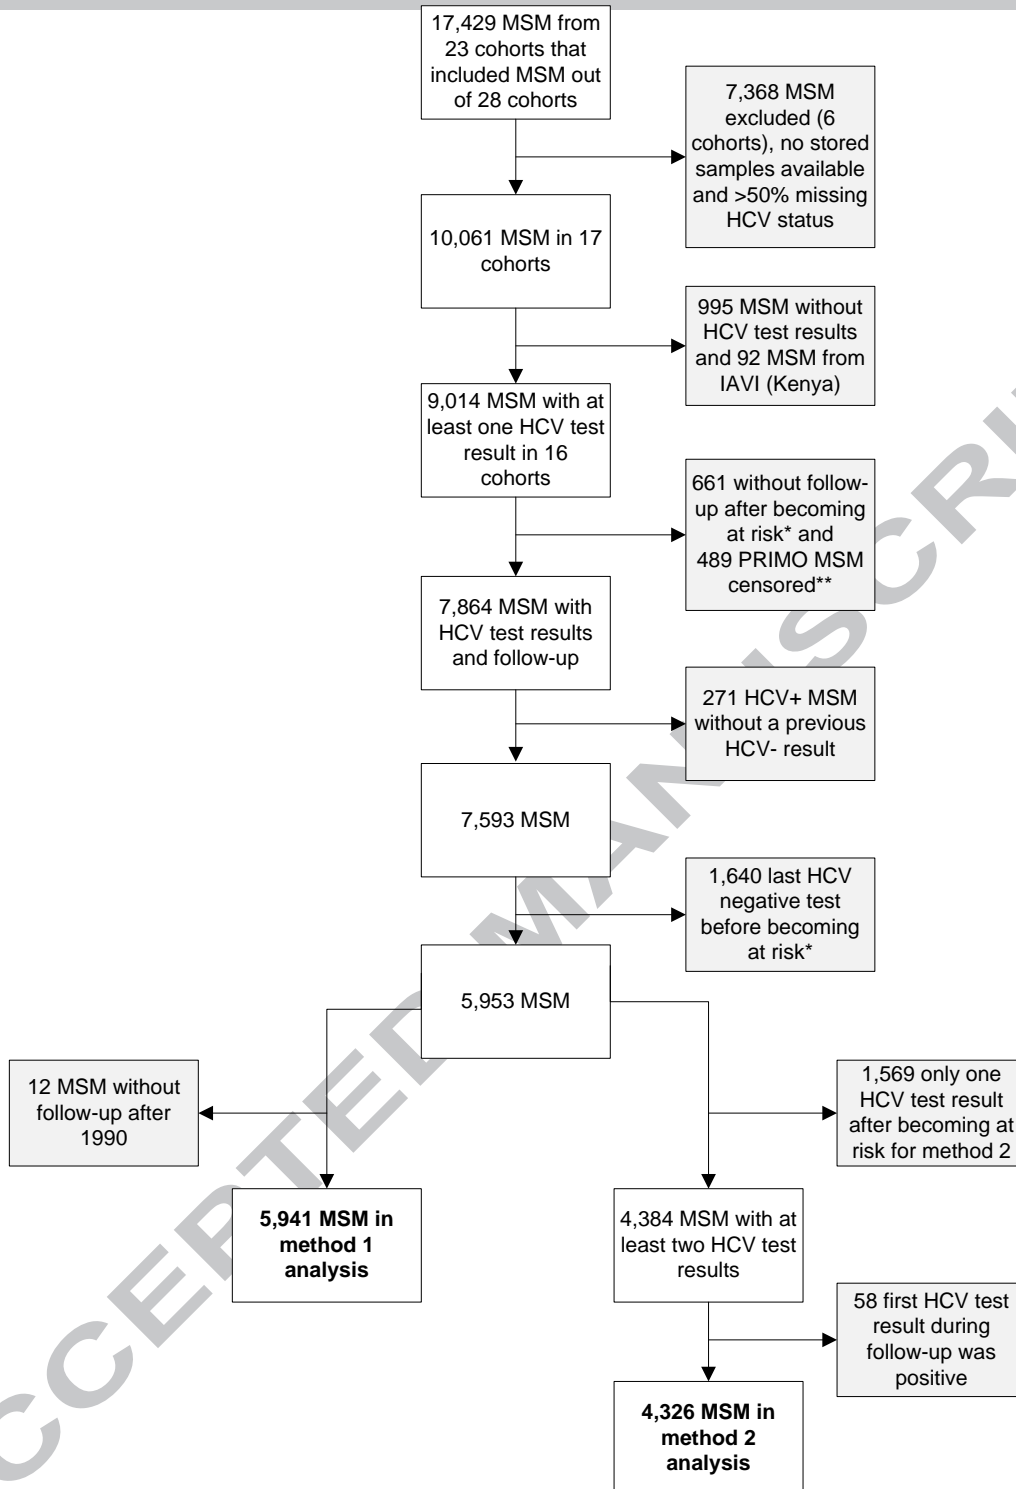 17,429 MSM from
23 cohorts that
included MSM out
of 28 cohorts
7,368 MSM
excluded (6
cohorts), no stored
samples available
and >50% missing
HCV status
10,061 MSM in 17
cohorts
995 MSM without
HCV test results
and 92 MSM from
IAVI (Kenya)
9,014 MSM with at
least one HCV test
result in 16
cohorts
661 without follow-
up after becoming
at risk* and
489 PRIMO MSM
censored**
7,864 MSM with
HCV test results
and follow-up
271 HCV+ MSM
without a previous
HCV- result
7,593 MSM
1,640 last HCV
negative test
before becoming
at risk*
5,953 MSM
12 MSM without
follow-up after
1990
1,569 only one
HCV test result
after becoming at
risk for method 2
5,941 MSM in
method 1
analysis
4,384 MSM with at
least two HCV test
results
58 first HCV test
result during
follow-up was
positive
4,326 MSM in
method 2
analysis
CCEPTED MANUSCRI